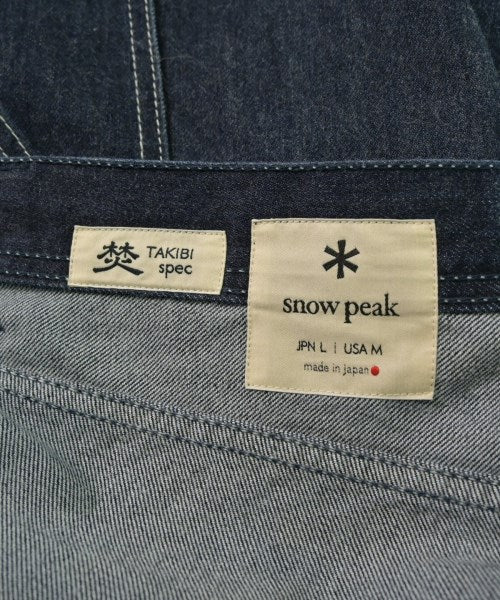 焚 TAKIBI
spec
snow peak
JPN L | USA M
made in japan